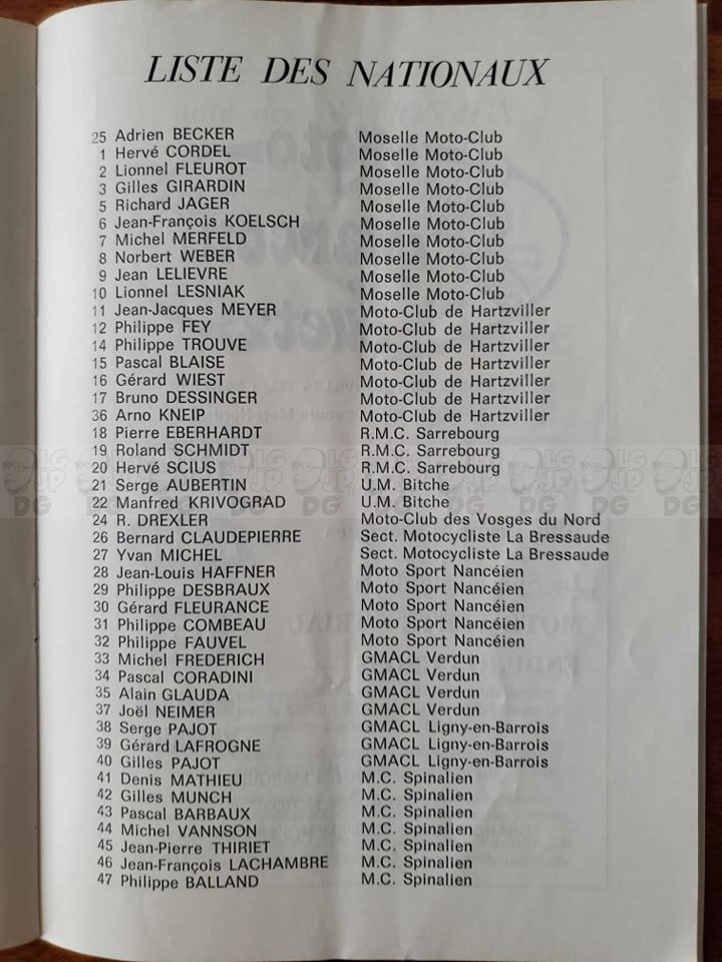 LISTE DES NATIONAUX
25 Adrien BECKER Moselle Moto-Club
1 Hervé CORDEL Moselle Moto-Club
2 Lionnel FLEUROT Moselle Moto-Club
3 Gilles GIRARDIN Moselle Moto-Club
5 Richard JAGER Moselle Moto-Club
6 Jean-François KOELSCH Moselle Moto-Club
7 Michel MERFELD Moselle Moto-Club
8 Norbert WEBER Moselle Moto-Club
9 Jean LELIEVRE Moselle Moto-Club
10 Lionnel LESNIAK Moselle Moto-Club
11 Jean-Jacques MEYER Moto-Club de Hartzviller
12 Philippe FEY Moto-Club de Hartzviller
14 Philippe TROUVE Moto-Club de Hartzviller
15 Pascal BLAISE Moto-Club de Hartzviller
16 Gérard WIEST Moto-Club de Hartzviller
17 Bruno DESSINGER Moto-Club de Hartzviller
36 Arno KNEIP Moto-Club de Hartzviller
18 Pierre EBERHARDT R.M.C. Sarrebourg
19 Roland SCHMIDT R.M.C. Sarrebourg
20 Hervé SCIUS R.M.C. Sarrebourg
21 Serge AUBERTIN U.M. Bitche
22 Manfred KRIVOGRAD U.M. Bitche
24 R. DREXLER Moto-Club des Vosges du Nord
26 Bernard CLAUDEPIERRE Sect. Motocycliste La Bressaude
27 Yvan MICHEL Sect. Motocycliste La Bressaude
28 Jean-Louis HAFFNER Moto Sport Nancéien
29 Philippe DESBRAUX Moto Sport Nancéien
30 Gérard FLEURANCE Moto Sport Nancéien
31 Philippe COMBEAU Moto Sport Nancéien
32 Philippe FAUVEL Moto Sport Nancéien
33 Michel FREDERICH GMACL Verdun
34 Pascal CORADINI GMACL Verdun
35 Alain GLAUDA GMACL Verdun
37 Joël NEIMER GMACL Verdun
38 Serge PAJOT GMACL Ligny-en-Barrois
39 Gérard LAFROGNE GMACL Ligny-en-Barrois
40 Gilles PAJOT GMACL Ligny-en-Barrois
41 Denis MATHIEU M.C. Spinalien
42 Gilles MUNCH M.C. Spinalien
43 Pascal BARBAUX M.C. Spinalien
44 Michel VANNSON M.C. Spinalien
45 Jean-Pierre THIRIET M.C. Spinalien
46 Jean-François LACHAMBRE M.C. Spinalien
47 Philippe BALLAND M.C. Spinalien